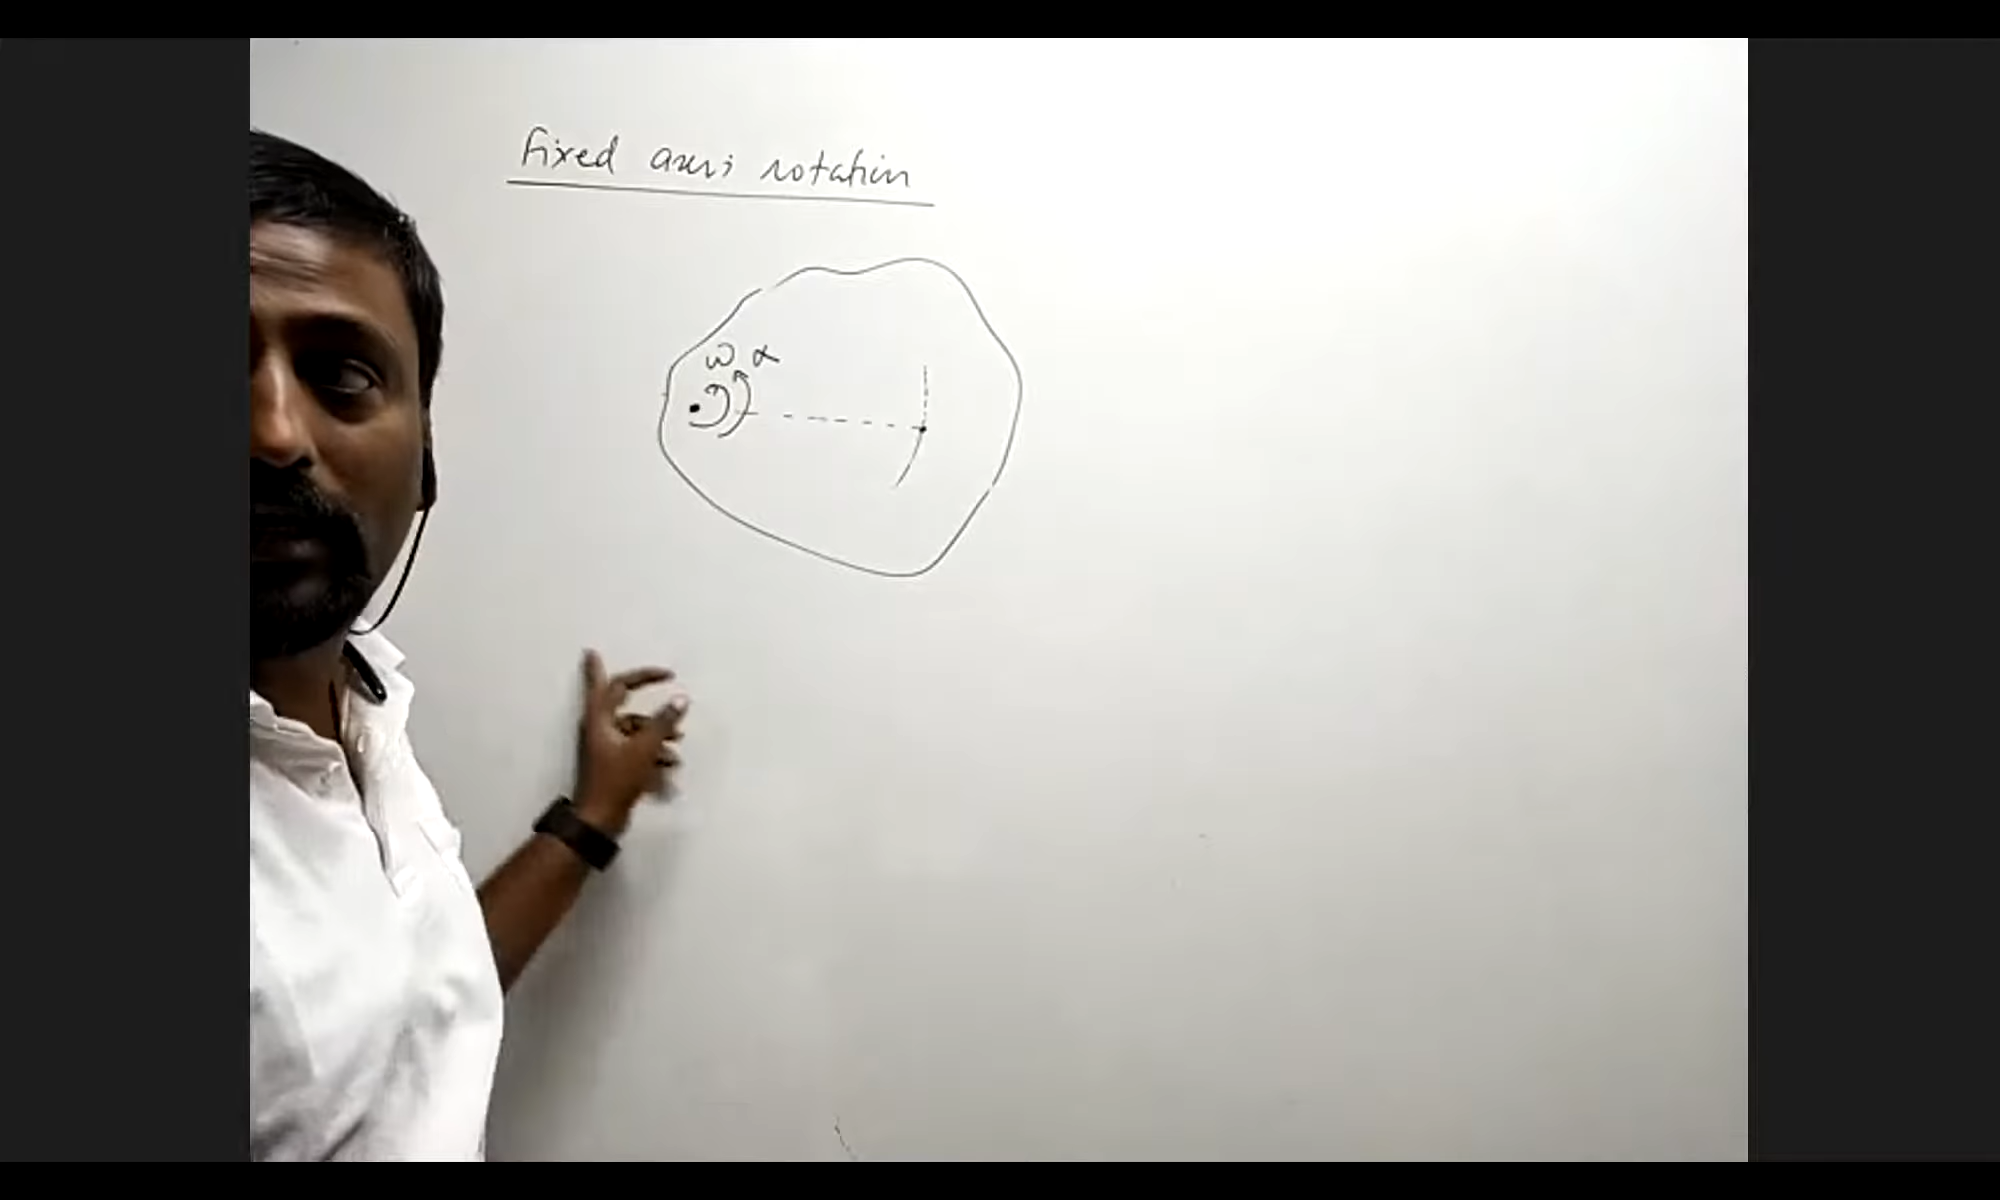 Fixed axis rotation
ω α